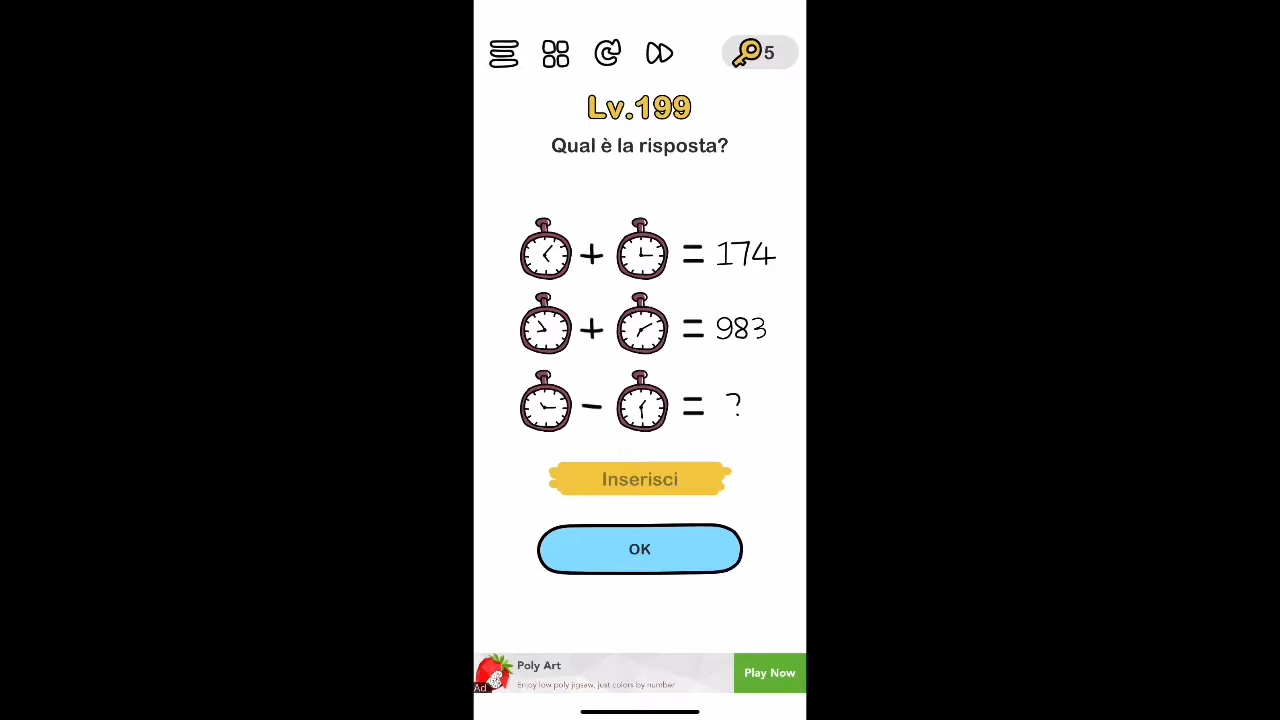 5
Lv.199
Qual è la risposta?
+ = 174
+ = 983
- = ?
Inserisci
OK
Poly Art
Enjoy low poly jigsaw, just colors by number
Ad
Play Now